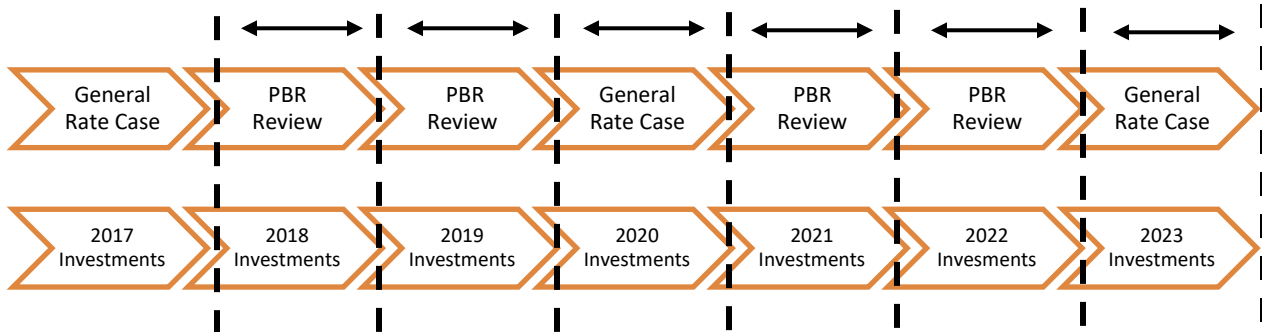 General
Rate Case
PBR
Review
PBR
Review
General
Rate Case
PBR
Review
PBR
Review
General
Rate Case
2017
Investments
2018
Investments
2019
Investments
2020
Investments
2021
Investments
2022
Invesments
2023
Investments